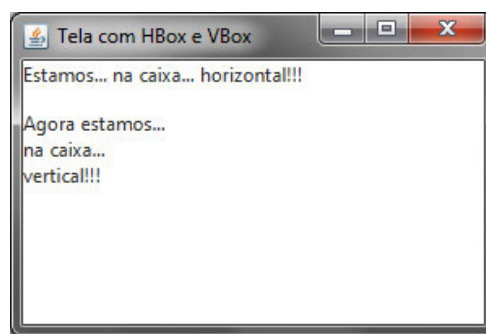 Tela com HBox e VBox
Estamos... na caixa... horizontal!!!
Agora estamos...
na caixa...
vertical!!!